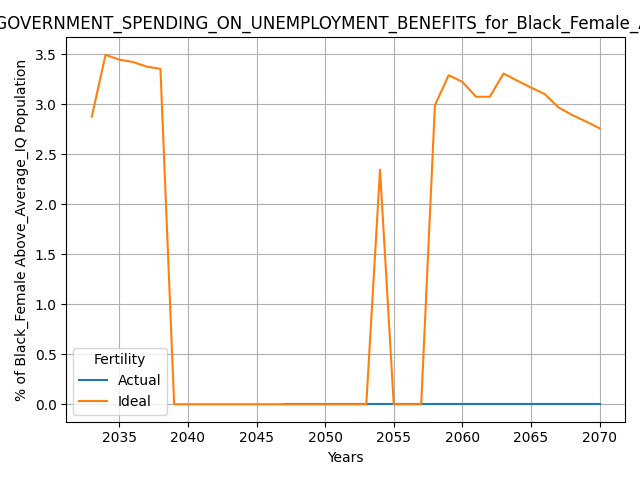 GOVERNMENT_SPENDING_ON_UNEMPLOYMENT_BENEFITS_for_Black_Female_
% of Black_Female Above_Average_IQ Population
3.5
3.0
2.5
2.0
1.5
1.0
0.5
0.0
Fertility
Actual
Ideal
2035 2040 2045 2050 2055 2060 2065 2070
Years